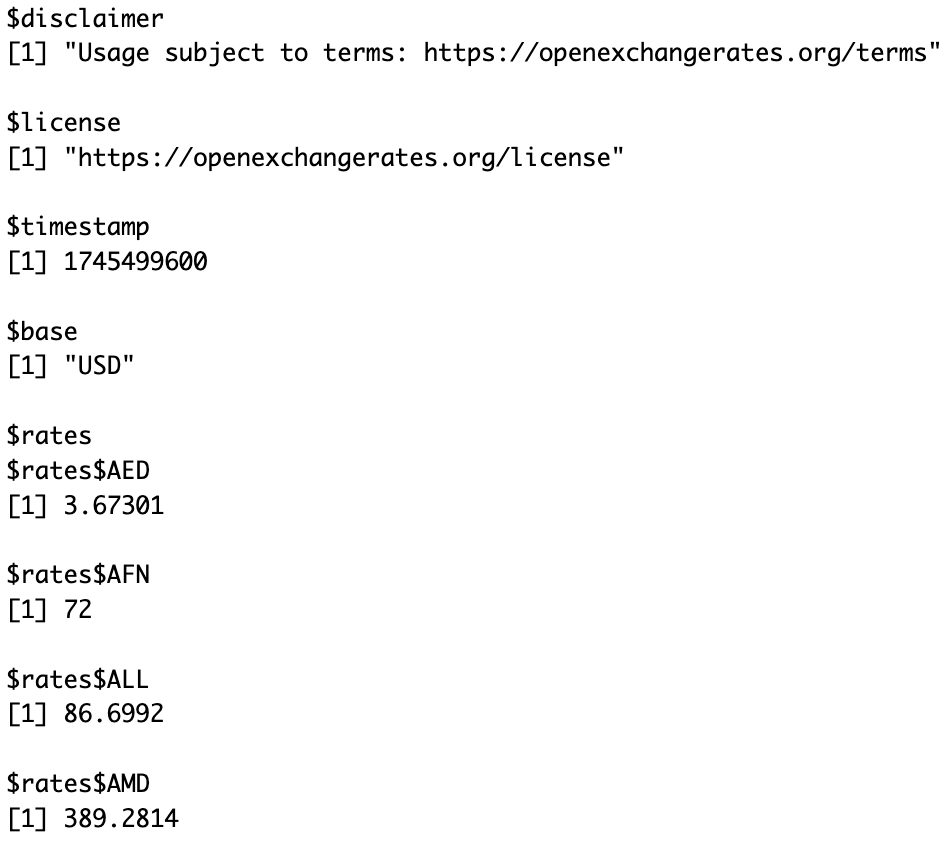 $disclaimer
[1] "Usage subject to terms: https://openexchangerates.org/terms"
$license
[1] "https://openexchangerates.org/license"
$timestamp
[1] 1745499600
$base
[1] "USD"
$rates
$rates$AED
[1] 3.67301
$rates$AFN
[1] 72
$rates$ALL
[1] 86.6992
$rates$AMD
[1] 389.2814